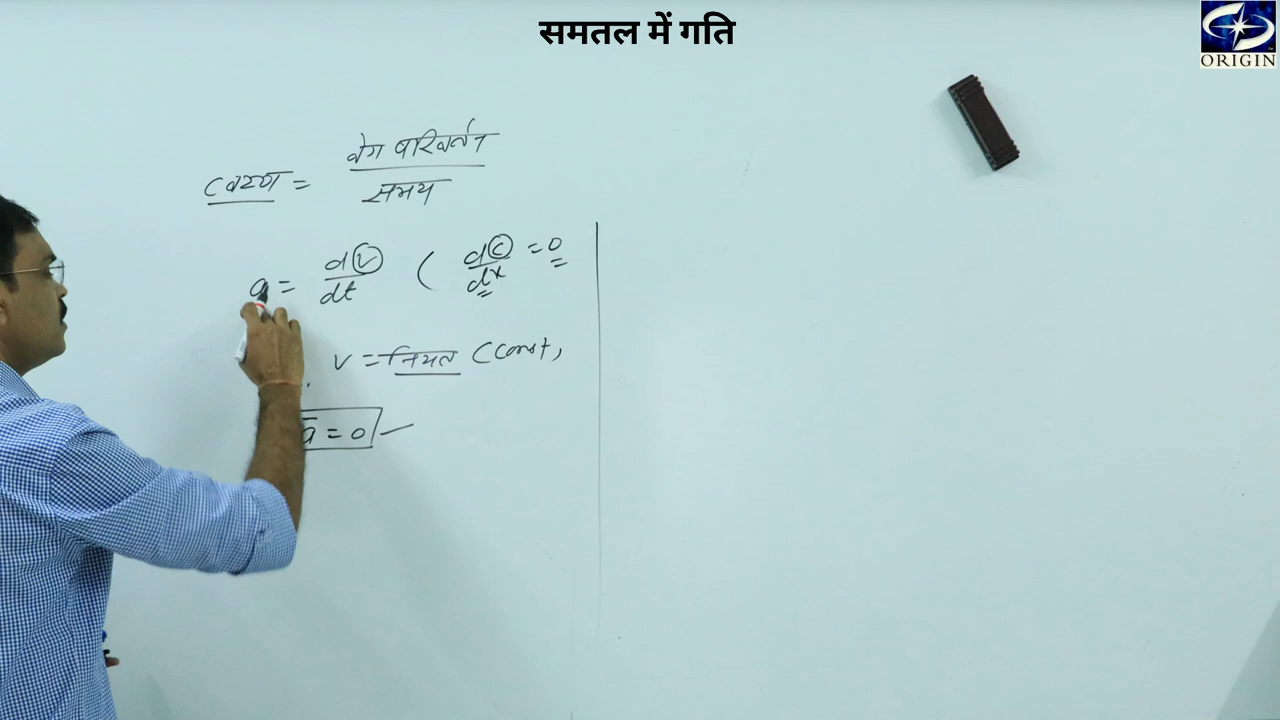 समतल में गति
ORIGIN
त्वरण = वेग परिवर्तन / समय
a = dv/dt ( dc/dx = 0
v = नियत (const,
a = 0